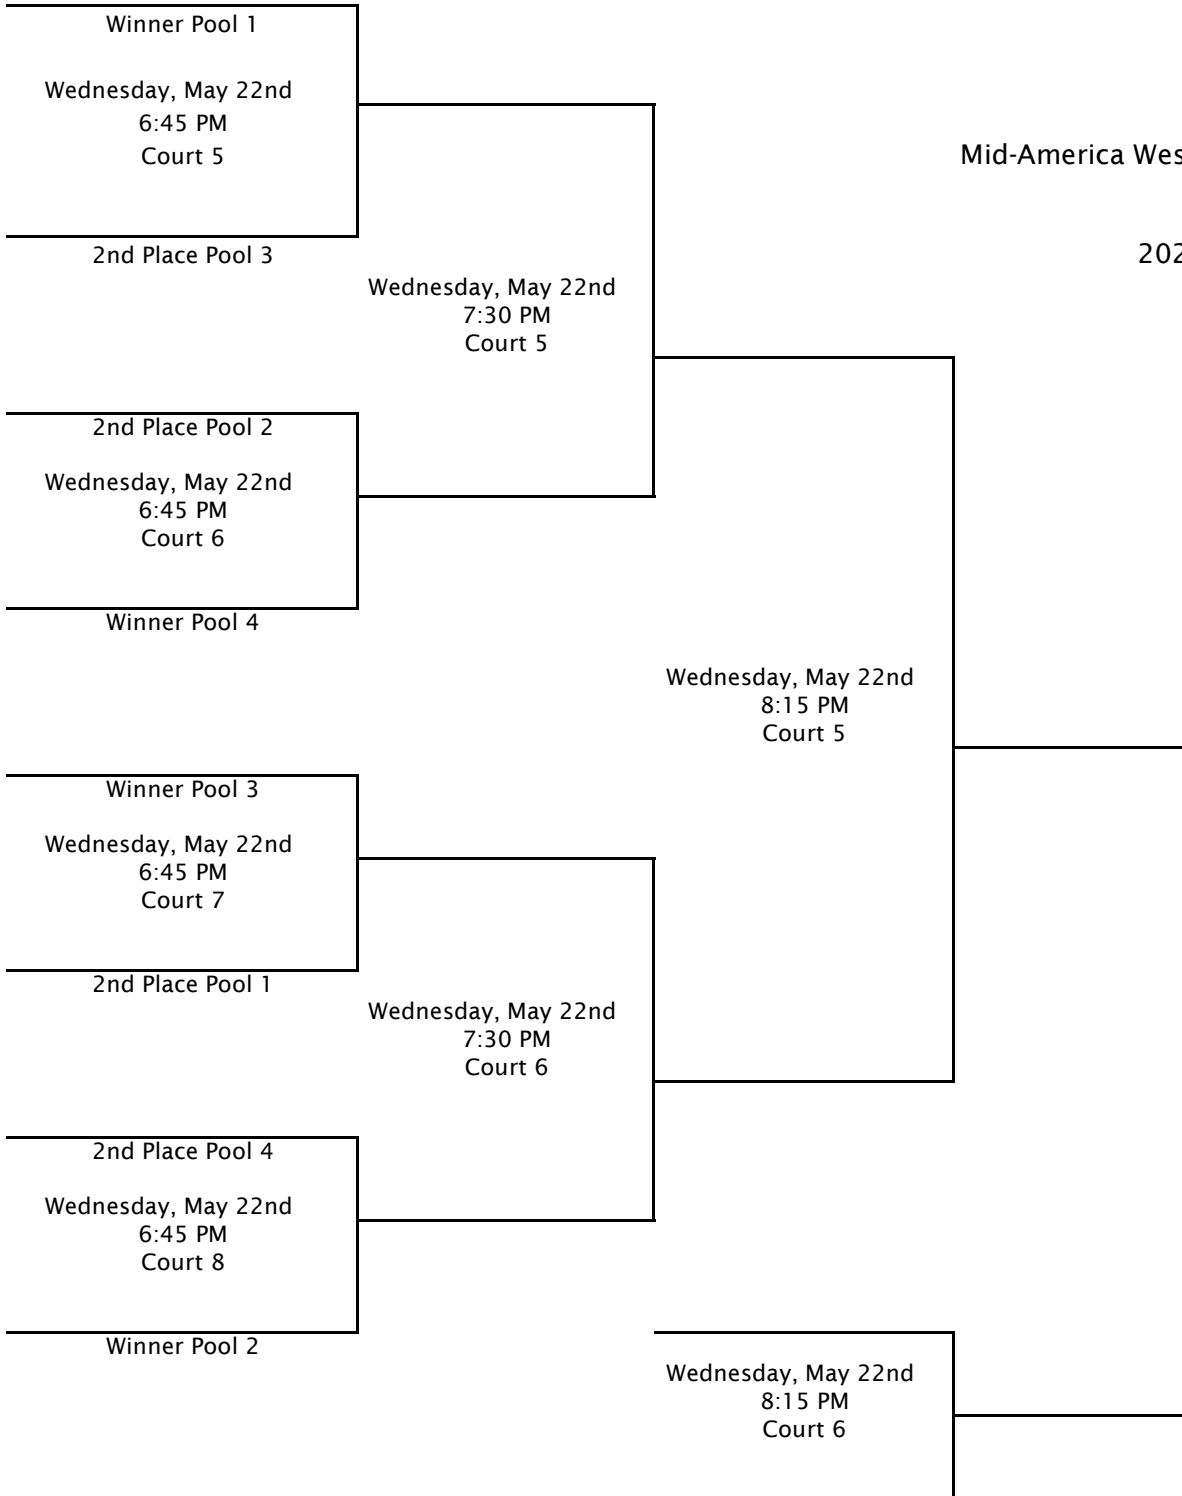 Winner Pool 1
Wednesday, May 22nd
6:45 PM
Court 5
2nd Place Pool 3
Mid-America Wes
202
Wednesday, May 22nd
7:30 PM
Court 5
2nd Place Pool 2
Wednesday, May 22nd
6:45 PM
Court 6
Winner Pool 4
Wednesday, May 22nd
8:15 PM
Court 5
Winner Pool 3
Wednesday, May 22nd
6:45 PM
Court 7
2nd Place Pool 1
Wednesday, May 22nd
7:30 PM
Court 6
2nd Place Pool 4
Wednesday, May 22nd
6:45 PM
Court 8
Winner Pool 2
Wednesday, May 22nd
8:15 PM
Court 6